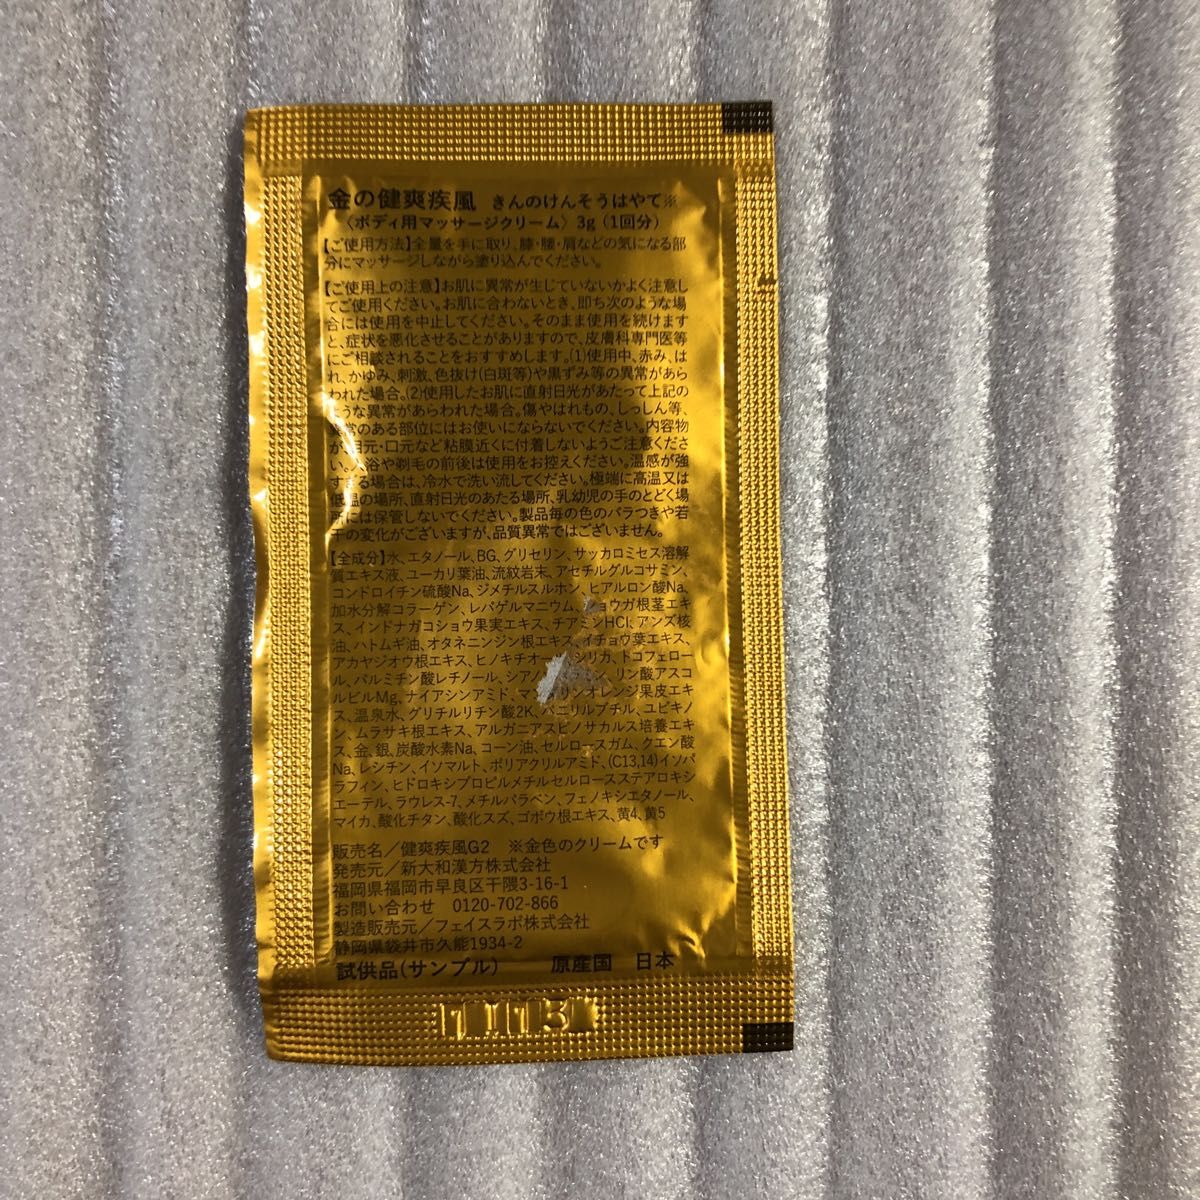 金の健爽疾風 きんのけんそうはやて※
〈ボディ用マッサージクリーム〉3g(1回分)
【ご使用方法】全量を手に取り、膝・腰・肩などの気になる部
分にマッサージしながら塗り込んでください。
【ご使用上の注意】お肌に異常が生じていないかよく注意し
てご使用ください。お肌に合わないとき、即ち次のような場
合には使用を中止してください。そのまま使用を続けます
と、症状を悪化させることがありますので、皮膚科専門医等
にご相談されることをおすすめします。(1)使用中、赤み、は
れ、かゆみ、刺激、色抜け(白斑等)や黒ずみ等の異常があら
われた場合。(2)使用したお肌に直射日光があたって上記の
ような異常があらわれた場合。傷やはれもの、しっしん等、
異常のある部位にはお使いにならないでください。内容物
が、目元・口元など粘膜近くに付着しないようご注意くださ
い。入浴や剃毛の前後は使用をお控えください。温感が強
すぎる場合は、冷水で洗い流してください。極端に高温又は
低温の場所、直射日光のあたる場所、乳幼児の手のとどく場
所には保管しないでください。製品毎の色のバラつきや若
干の変化がございますが、品質異常ではございません。
【全成分】水、エタノール、BG、グリセリン、サッカロミセス溶解
質エキス液、ユーカリ葉油、流紋岩末、アセチルグルコサミン、
コンドロイチン硫酸Na、ジメチルスルホン、ヒアルロン酸Na、
加水分解コラーゲン、レパゲルマニウム、ショウガ根茎エキ
ス、インドナガコショウ果実エキス、チアミンHCl、アンズ核
油、ハトムギ油、オタネニンジン根エキス、イチョウ葉エキス、
アカヤジオウ根エキス、ヒノキチオール、シリカ、トコフェロー
ル、パルミチン酸レチノール、シアノコバラミン、リン酸アスコ
ルビルMg、ナイアシンアミド、マンダリンオレンジ果皮エキ
ス、温泉水、グリチルリチン酸2K、バニリルブチル、ユビキノ
ン、ムラサキ根エキス、アルガニアスピノサカルス培養エキ
ス、金、銀、炭酸水素Na、コーン油、セルロースガム、クエン酸
Na、レシチン、イソマルト、ポリアクリルアミド、(C13,14)イソパ
ラフィン、ヒドロキシプロピルメチルセルロースステアロキシ
エーテル、ラウレス-7、メチルパラベン、フェノキシエタノール、
マイカ、酸化チタン、酸化スズ、ゴボウ根エキス、黄4、黄5
販売名/健爽疾風G2 ※金色のクリームです
発売元/新大和漢方株式会社
福岡県福岡市早良区干隈3-16-1
お問い合わせ 0120-702-866
製造販売元/フェイスラボ株式会社
静岡県袋井市久能1934-2
試供品(サンプル) 原産国 日本